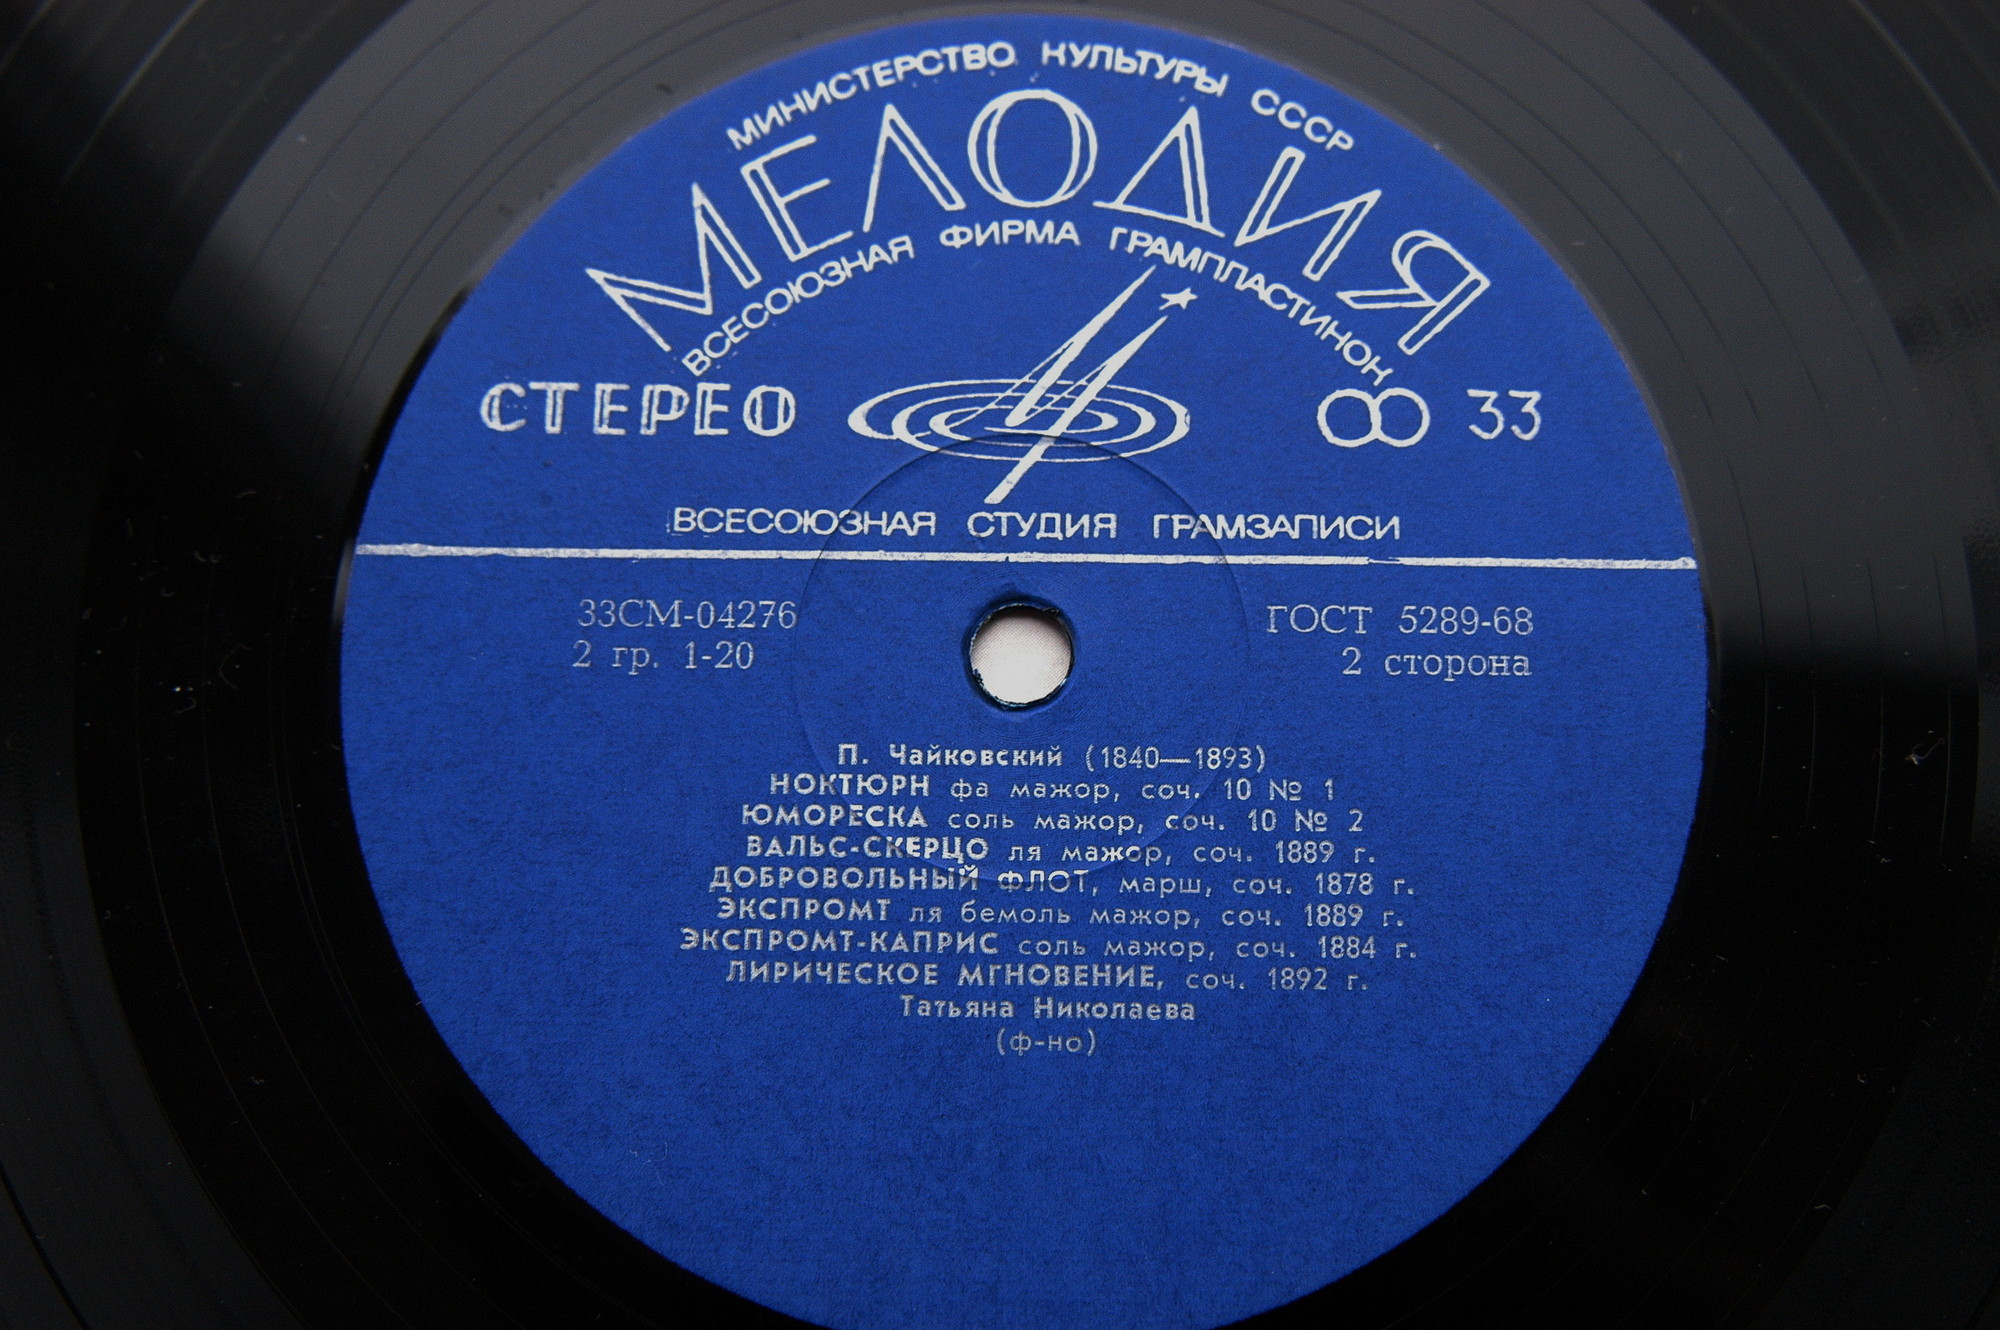 МИНИСТЕРСТВО КУЛЬТУРЫ СССР
МЕЛОДИЯ
ВСЕСОЮЗНАЯ ФИРМА ГРАМПЛАСТИНОК
СТЕРЕО 33
ВСЕСОЮЗНАЯ СТУДИЯ ГРАМЗАПИСИ
33СМ-04276 ГОСТ 5289-68
2 гр. 1-20 2 сторона
П. Чайковский (1840—1893)
НОКТЮРН фа мажор, соч. 10 № 1
ЮМОРЕСКА соль мажор, соч. 10 № 2
ВАЛЬС-СКЕРЦО ля мажор, соч. 1889 г.
ДОБРОВОЛЬНЫЙ ФЛОТ, марш, соч. 1878 г.
ЭКСПРОМТ ля бемоль мажор, соч. 1889 г.
ЭКСПРОМТ-КАПРИС соль мажор, соч. 1884 г.
ЛИРИЧЕСКОЕ МГНОВЕНИЕ, соч. 1892 г.
Татьяна Николаева
(ф-но)